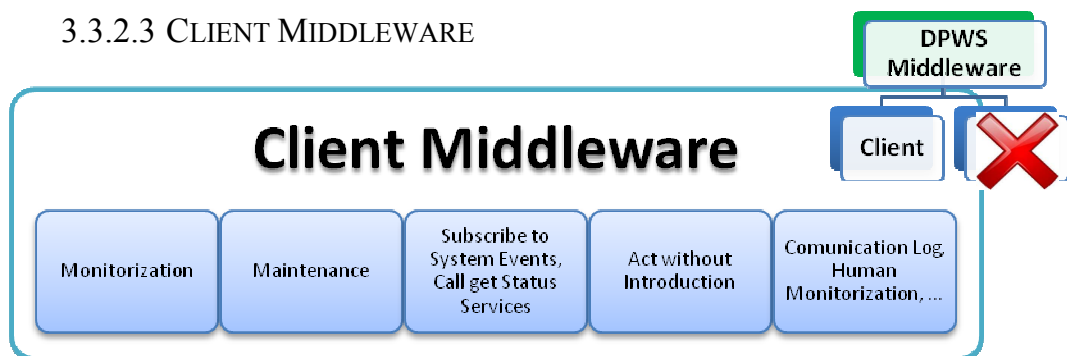 3.3.2.3 CLIENT MIDDLEWARE
DPWS
Middleware
Client
Client Middleware
Monitorization
Maintenance
Subscribe to
System Events,
Call get Status
Services
Act without
Introduction
Comunication Log,
Human
Monitorization, ...